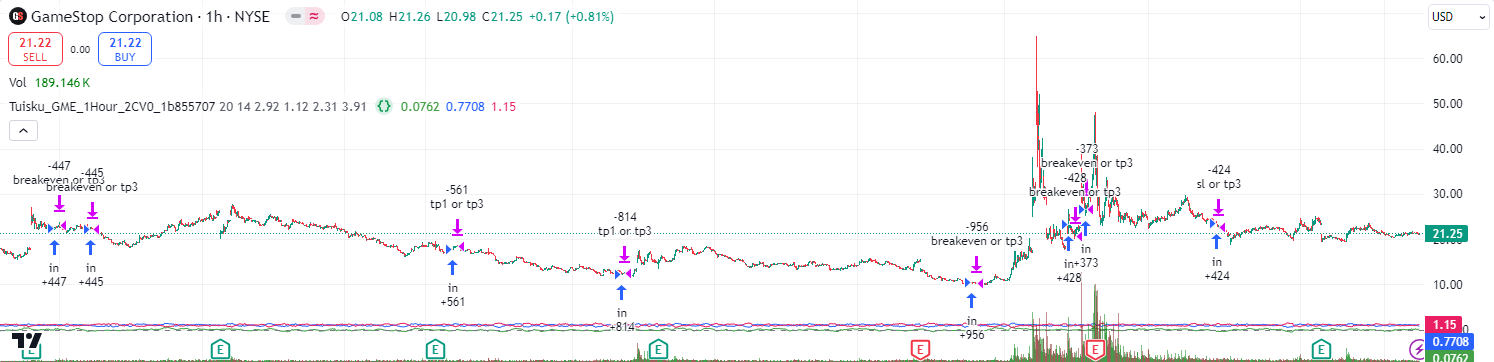 GameStop Corporation · 1h · NYSE O21.08 H21.26 L20.98 C21.25 +0.17 (+0.81%)
USD
21.22 SELL
0.00
21.22 BUY
Vol 189.146 K
Tuisku_GME_1Hour_2CV0_1b855707 20 14 2.92 1.12 2.31 3.91 {} 0.0762 0.7708 1.15
60.00
50.00
40.00
30.00
21.25
10.00
1.15
0.7708
0.0762
-447
breakeven or tp3
in
+447
-445
breakeven or tp3
in
+445
-561
tp1 or tp3
in
+561
-814
tp1 or tp3
in
+814
-956
breakeven or tp3
in
+956
-373
breakeven or tp3
-428
breakeven or tp3
in
+373
in
+428
-424
sl or tp3
in
+424
E
E
E
E
E
E
E